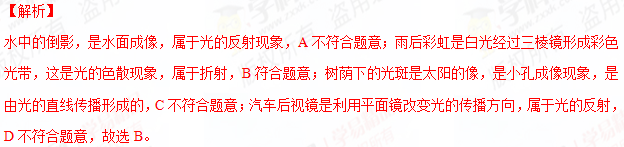 【解析】
水中的倒影，是水面成像，属于光的反射现象，A 不符合题意；雨后彩虹是白光经过三棱镜形成彩色
光带，这是光的色散现象，属于折射，B 符合题意；树荫下的光斑是太阳的像，是小孔成像现象，是
由光的直线传播形成的，C 不符合题意；汽车后视镜是利用平面镜改变光的传播方向，属于光的反射，
D 不符合题意，故选 B。